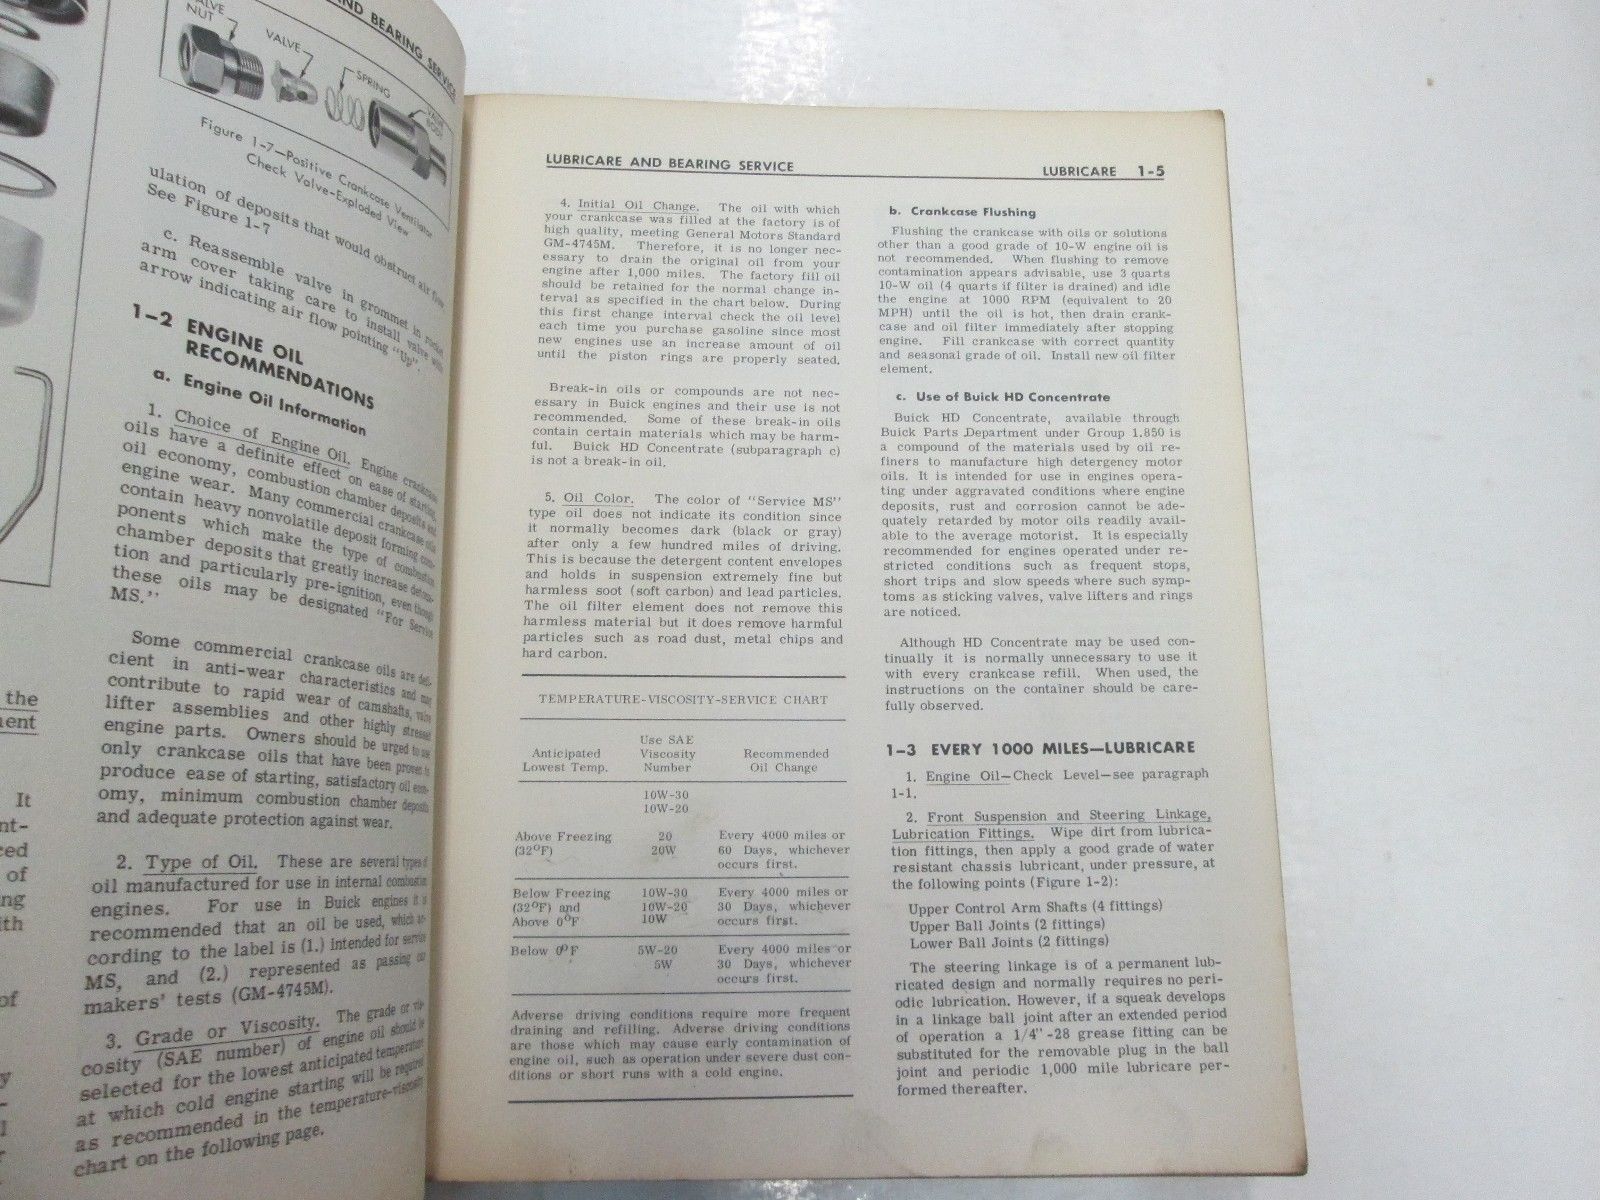 AND BEARING SERVICE
VALVE
NUT
VALVE
SPRING
VALVE
BODY
Figure 1-7—Positive Crankcase Ventilator
Check Valve-Exploded View
ulation of deposits that would obstruct air flow
See Figure 1-7
c. Reassemble valve in grommet in rocker
arm cover taking care to install valve with
arrow indicating air flow pointing "Up".
1-2 ENGINE OIL
RECOMMENDATIONS
a. Engine Oil Information
1. Choice of Engine Oil. Engine crankcase
oils have a definite effect on ease of starting,
oil economy, combustion chamber deposits and
engine wear. Many commercial crankcase oils
contain heavy nonvolatile deposit forming com-
ponents which make the type of combustion
chamber deposits that greatly increase detona-
tion and particularly pre-ignition, even though
these oils may be designated "For Service
MS."
Some commercial crankcase oils are defi-
cient in anti-wear characteristics and may
contribute to rapid wear of camshafts, valve
lifter assemblies and other highly stressed
engine parts. Owners should be urged to use
only crankcase oils that have been proven to
produce ease of starting, satisfactory oil econ-
omy, minimum combustion chamber deposits
and adequate protection against wear.
2. Type of Oil. These are several types of
oil manufactured for use in internal combustion
engines. For use in Buick engines it is
recommended that an oil be used, which ac-
cording to the label is (1.) intended for service
MS, and (2.) represented as passing car
makers' tests (GM-4745M).
3. Grade or Viscosity. The grade or vis-
cosity (SAE number) of engine oil should be
selected for the lowest anticipated temperature
at which cold engine starting will be required
as recommended in the temperature-viscosity
chart on the following page.
the
It
of
LUBRICARE AND BEARING SERVICE
LUBRICARE 1-5
4. Initial Oil Change. The oil with which
your crankcase was filled at the factory is of
high quality, meeting General Motors Standard
GM-4745M. Therefore, it is no longer nec-
essary to drain the original oil from your
engine after 1,000 miles. The factory fill oil
should be retained for the normal change in-
terval as specified in the chart below. During
this first change interval check the oil level
each time you purchase gasoline since most
new engines use an increase amount of oil
until the piston rings are properly seated.
Break-in oils or compounds are not nec-
essary in Buick engines and their use is not
recommended. Some of these break-in oils
contain certain materials which may be harm-
ful. Buick HD Concentrate (subparagraph c)
is not a break-in oil.
5. Oil Color. The color of "Service MS"
type oil does not indicate its condition since
it normally becomes dark (black or gray)
after only a few hundred miles of driving.
This is because the detergent content envelopes
and holds in suspension extremely fine but
harmless soot (soft carbon) and lead particles.
The oil filter element does not remove this
harmless material but it does remove harmful
particles such as road dust, metal chips and
hard carbon.
TEMPERATURE-VISCOSITY-SERVICE CHART
Anticipated Lowest Temp. Use SAE Viscosity Number Recommended Oil Change
10W-30
10W-20
Above Freezing 20 Every 4000 miles or
(32°F) 20W 60 Days, whichever
occurs first.
Below Freezing 10W-30 Every 4000 miles or
(32°F) and 10W-20 30 Days, whichever
Above 0°F 10W occurs first.
Below 0°F 5W-20 Every 4000 miles or
5W 30 Days, whichever
occurs first.
Adverse driving conditions require more frequent
draining and refilling. Adverse driving conditions
are those which may cause early contamination of
engine oil, such as operation under severe dust con-
ditions or short runs with a cold engine.
b. Crankcase Flushing
Flushing the crankcase with oils or solutions
other than a good grade of 10-W engine oil is
not recommended. When flushing to remove
contamination appears advisable, use 3 quarts
10-W oil (4 quarts if filter is drained) and idle
the engine at 1000 RPM (equivalent to 20
MPH) until the oil is hot, then drain crank-
case and oil filter immediately after stopping
engine. Fill crankcase with correct quantity
and seasonal grade of oil. Install new oil filter
element.
c. Use of Buick HD Concentrate
Buick HD Concentrate, available through
Buick Parts Department under Group 1.850 is
a compound of the materials used by oil re-
finers to manufacture high detergency motor
oils. It is intended for use in engines opera-
ting under aggravated conditions where engine
deposits, rust and corrosion cannot be ade-
quately retarded by motor oils readily avail-
able to the average motorist. It is especially
recommended for engines operated under re-
stricted conditions such as frequent stops,
short trips and slow speeds where such symp-
toms as sticking valves, valve lifters and rings
are noticed.
Although HD Concentrate may be used con-
tinually it is normally unnecessary to use it
with every crankcase refill. When used, the
instructions on the container should be care-
fully observed.
1-3 EVERY 1000 MILES—LUBRICARE
1. Engine Oil—Check Level—see paragraph
1-1.
2. Front Suspension and Steering Linkage,
Lubrication Fittings. Wipe dirt from lubrica-
tion fittings, then apply a good grade of water
resistant chassis lubricant, under pressure, at
the following points (Figure 1-2):
Upper Control Arm Shafts (4 fittings)
Upper Ball Joints (2 fittings)
Lower Ball Joints (2 fittings)
The steering linkage is of a permanent lub-
ricated design and normally requires no peri-
odic lubrication. However, if a squeak develops
in a linkage ball joint after an extended period
of operation a 1/4"-28 grease fitting can be
substituted for the removable plug in the ball
joint and periodic 1,000 mile lubricare per-
formed thereafter.